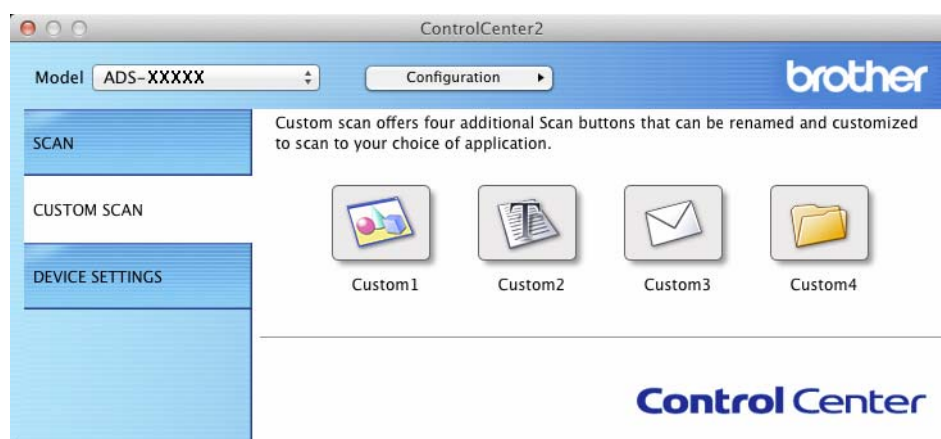 ControlCenter2
Model ADS-XXXXX Configuration
brother
SCAN
CUSTOM SCAN
DEVICE SETTINGS
Custom scan offers four additional Scan buttons that can be renamed and customized
to scan to your choice of application.
Custom1 Custom2 Custom3 Custom4
Control Center